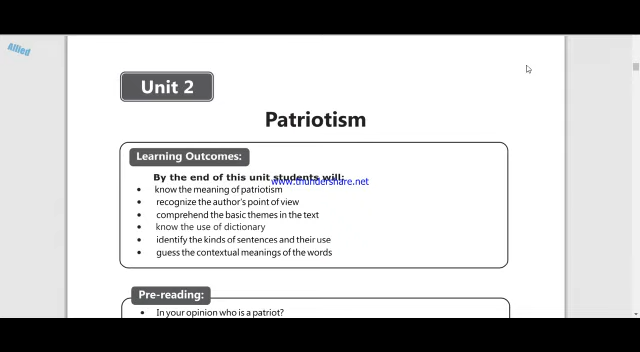 Allied
Unit 2
Patriotism
Learning Outcomes:
By the end of this unit students will:
www.thundershare.net
• know the meaning of patriotism
• recognize the author's point of view
• comprehend the basic themes in the text
• know the use of dictionary
• identify the kinds of sentences and their use
• guess the contextual meanings of the words
Pre-reading:
• In your opinion who is a patriot?